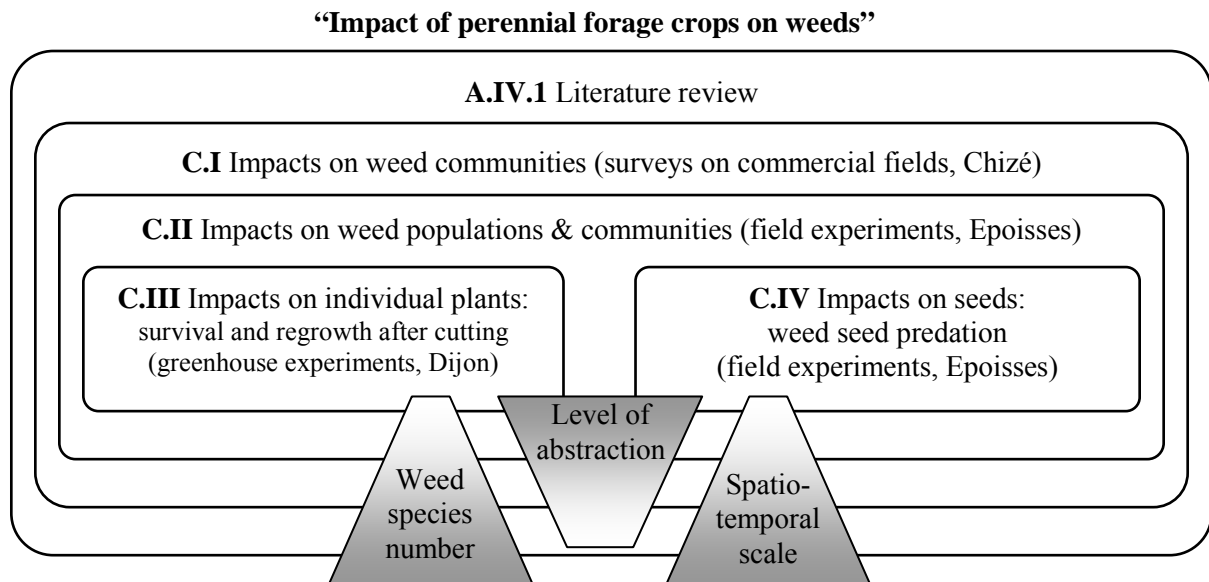 “Impact of perennial forage crops on weeds”
A.IV.1 Literature review
C.I Impacts on weed communities (surveys on commercial fields, Chizé)
C.II Impacts on weed populations & communities (field experiments, Epoisses)
C.III Impacts on individual plants:
survival and regrowth after cutting
(greenhouse experiments, Dijon)
C.IV Impacts on seeds:
weed seed predation
(field experiments, Epoisses)
Level of
abstraction
Weed
species
number
Spatio-
temporal
scale